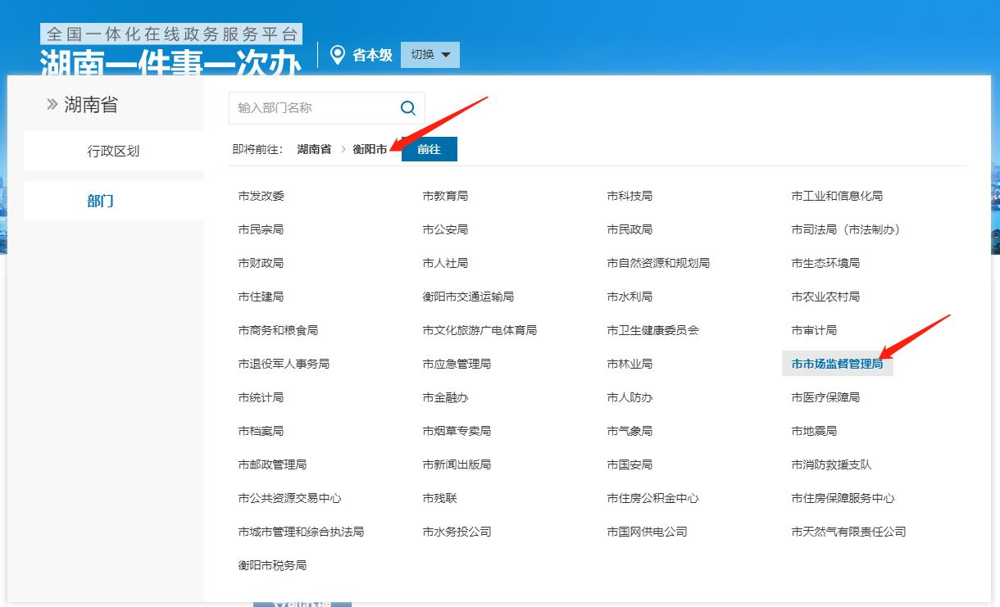 全国一体化在线政务服务平台
湖南一件事一次办
省本级 切换
湖南省
行政区划
部门
输入部门名称
即将前往： 湖南省 > 衡阳市 前往
市发改委 市教育局 市科技局 市工业和信息化局
市民宗局 市公安局 市民政局 市司法局（市法制办）
市财政局 市人社局 市自然资源和规划局 市生态环境局
市住建局 衡阳市交通运输局 市水利局 市农业农村局
市商务和粮食局 市文化旅游广电体育局 市卫生健康委员会 市审计局
市退役军人事务局 市应急管理局 市林业局 市市场监督管理局
市统计局 市金融办 市人防办 市医疗保障局
市档案局 市烟草专卖局 市气象局 市地震局
市邮政管理局 市新闻出版局 市国安局 市消防救援支队
市公共资源交易中心 市残联 市住房公积金中心 市住房保障服务中心
市城市管理和综合执法局 市水务投公司 市国网供电公司 市天然气有限责任公司
衡阳市税务局